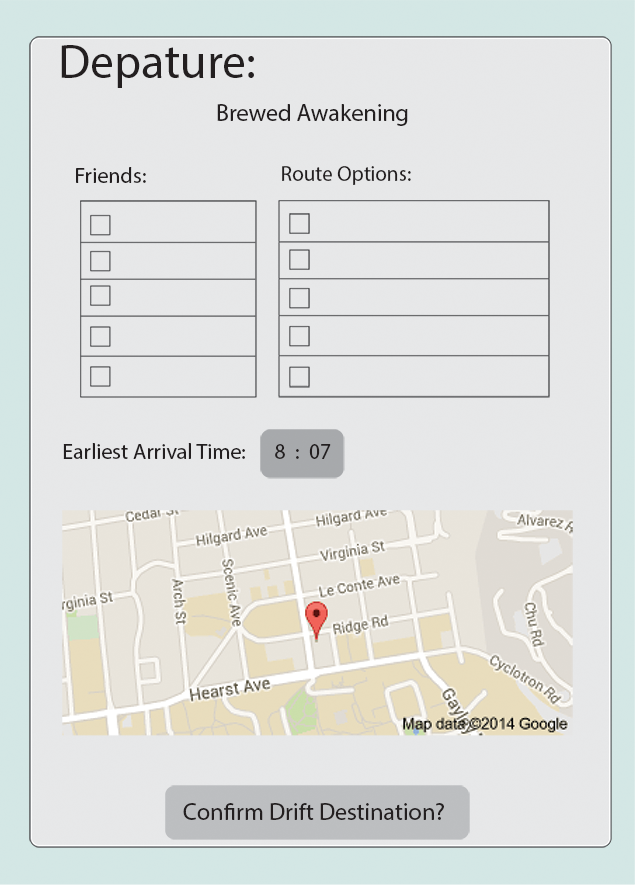 Depature:
Brewed Awakening
Friends:
Route Options:
Earliest Arrival Time: 8 : 07
Cedar St
Hilgard Ave
Hilgard Ave
Alvarez R
Virginia St
Scenic Ave
Le Conte Ave
Arch St
rginia St
Chu Rd
Ridge Rd
Cyclotron Rd
Hearst Ave
Gayley
Map data ©2014 Google
Confirm Drift Destination?